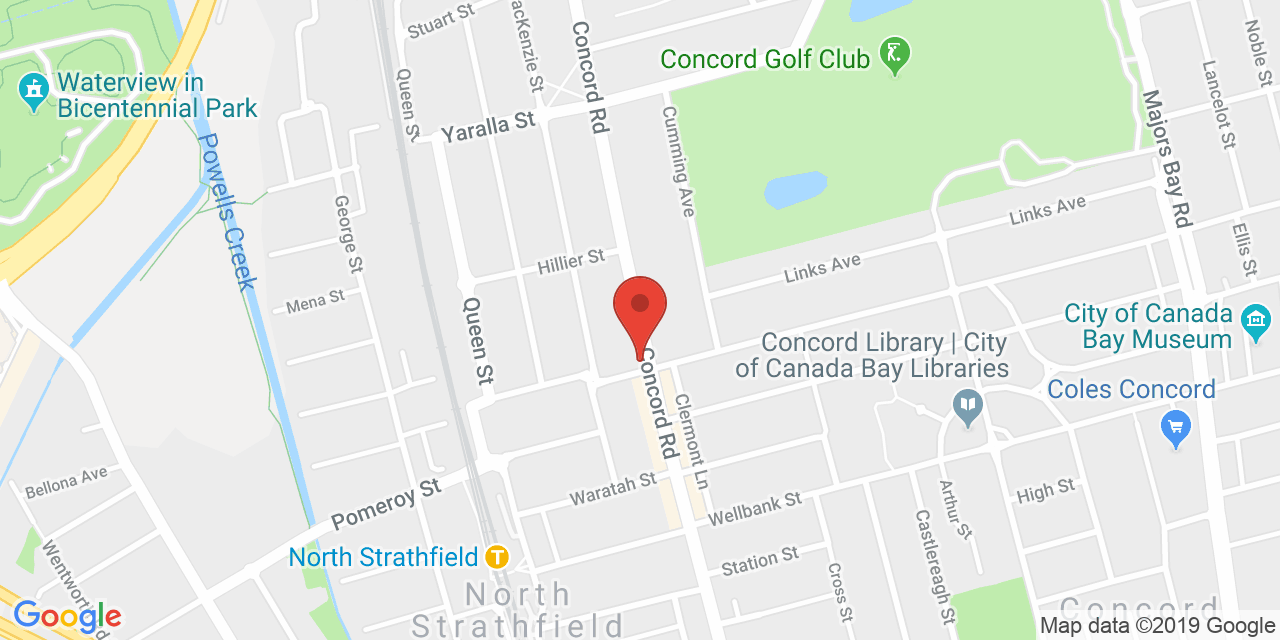 Stuart St
MacKenzie St
Concord Rd
Concord Golf Club
Noble St
Lancelot St
Waterview in
Bicentennial Park
Queen St
Yaralla St
Cumming Ave
Majors Bay Rd
Powells Creek
George St
Links Ave
Ellis St
Hillier St
Links Ave
Mena St
Queen St
City of Canada
Bay Museum
Concord Library | City
of Canada Bay Libraries
Concord Rd
Clermont Ln
Coles Concord
Bellona Ave
Pomeroy St
Waratah St
Wellbank St
High St
Arthur St
Castlereagh St
North Strathfield
T
Station St
Cross St
North
Strathfield
Concord
Google
Map data ©2019 Google